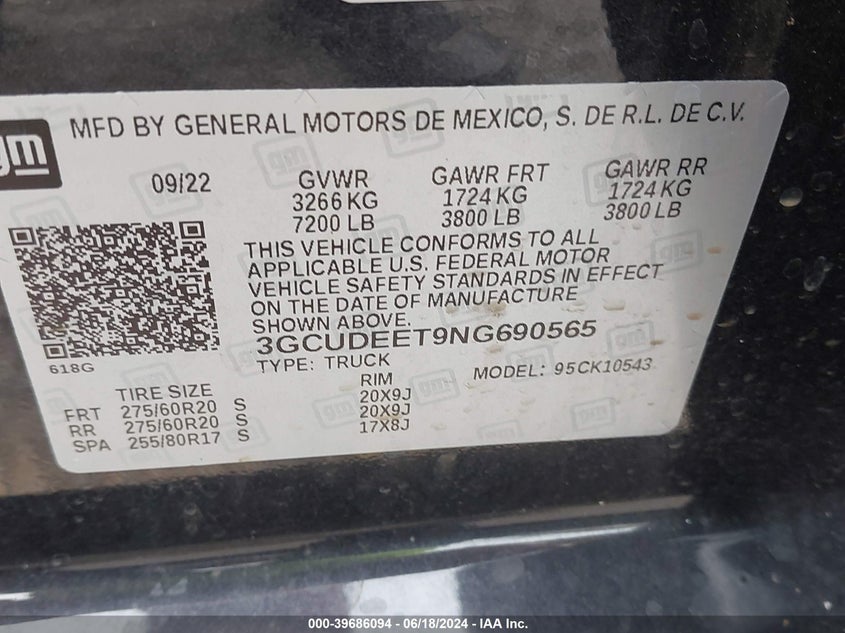 gm
MFD BY GENERAL MOTORS DE MEXICO, S. DE R.L. DE C.V.
09/22 GVWR GAWR FRT GAWR RR
3266 KG 1724 KG 1724 KG
7200 LB 3800 LB 3800 LB
THIS VEHICLE CONFORMS TO ALL
APPLICABLE U.S. FEDERAL MOTOR
VEHICLE SAFETY STANDARDS IN EFFECT
ON THE DATE OF MANUFACTURE
SHOWN ABOVE.
3GCUDEET9NG690565
618G
TYPE: TRUCK MODEL: 95CK10543
TIRE SIZE RIM
FRT 275/60R20 S 20X9J
RR 275/60R20 S 20X9J
SPA 255/80R17 S 17X8J
000-39686094 - 06/18/2024 - IAA Inc.